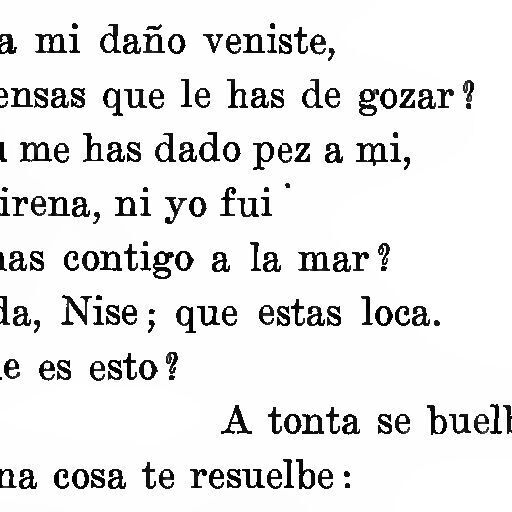 a mi daño veniste,
ensas que le has de gozar?
me has dado pez a mi,
irena, ni yo fui
as contigo a la mar?
da, Nise; que estas loca.
e es esto?
A tonta se buelb
na cosa te resuelbe: